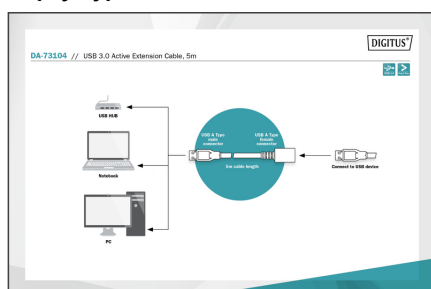 DIGITUS®
DA-73104 // USB 3.0 Active Extension Cable, 5m
USB HUB
USB A Type
male
connector
USB A Type
female
connector
5m cable length
Notebook
Connect to USB device
PC